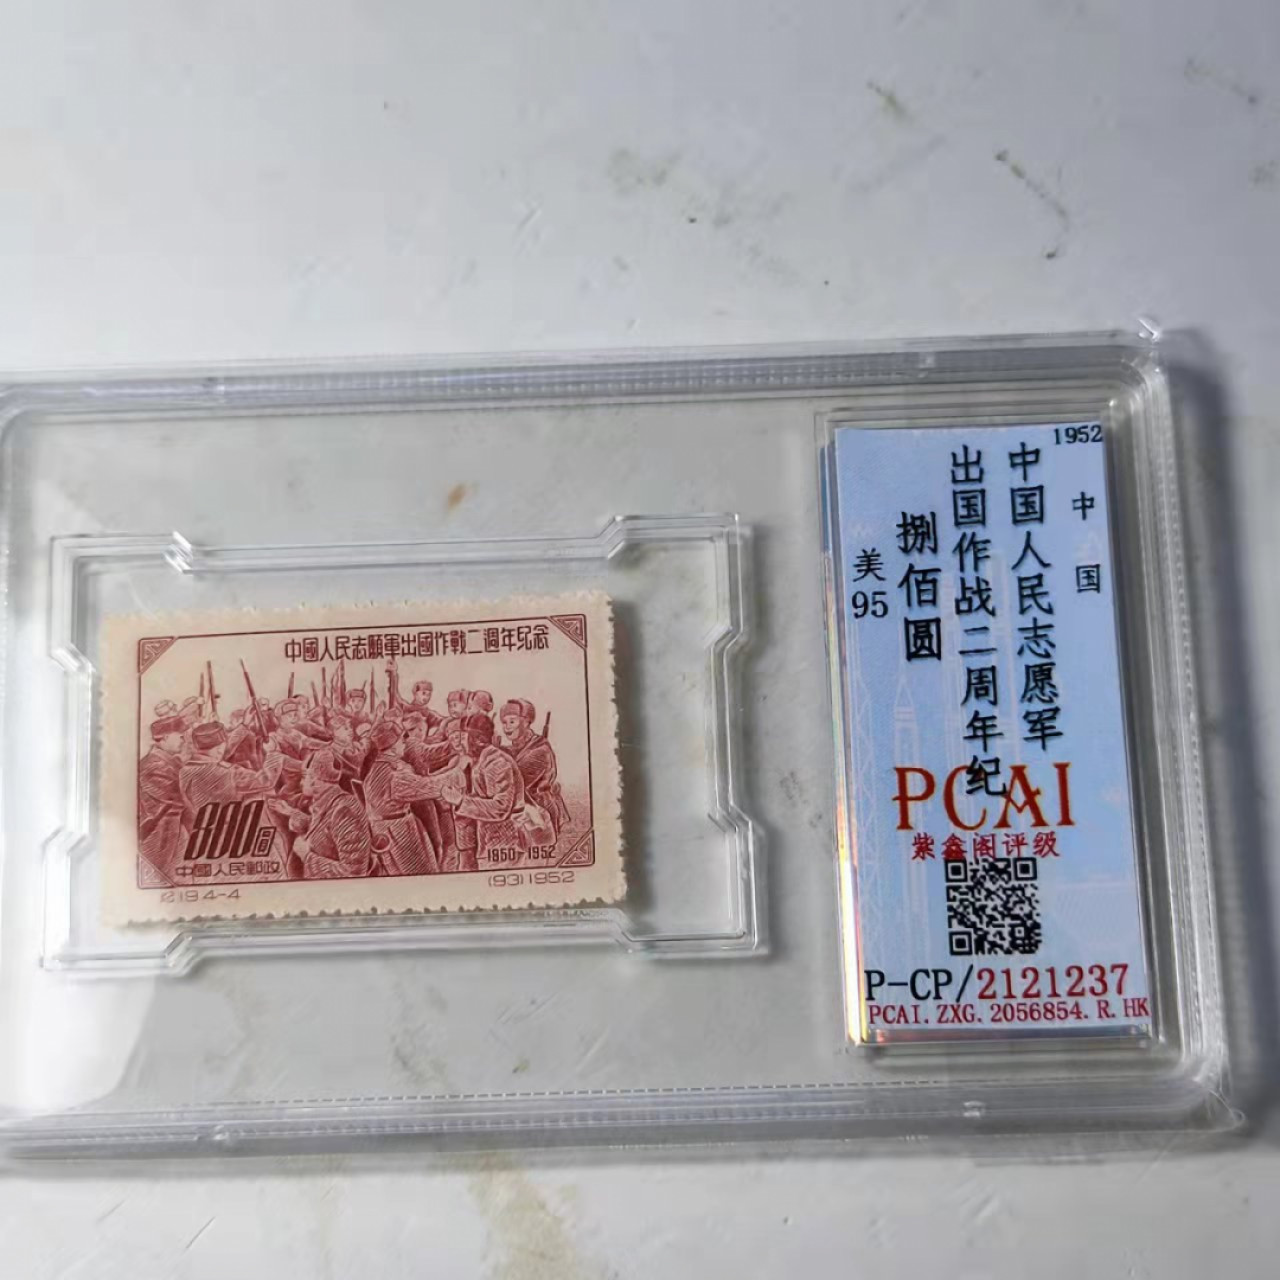 中國人民志願軍出國作戰二週年紀念
800圓
中國人民郵政
1950-1952
紀19 4-4
(93)1952
1952
中国
中国人民志愿军
出国作战二周年纪
捌佰圆
美
95
PCAI
紫鑫阁评级
P-CP/2121237
PCAI.ZXG.2056854.R.HK